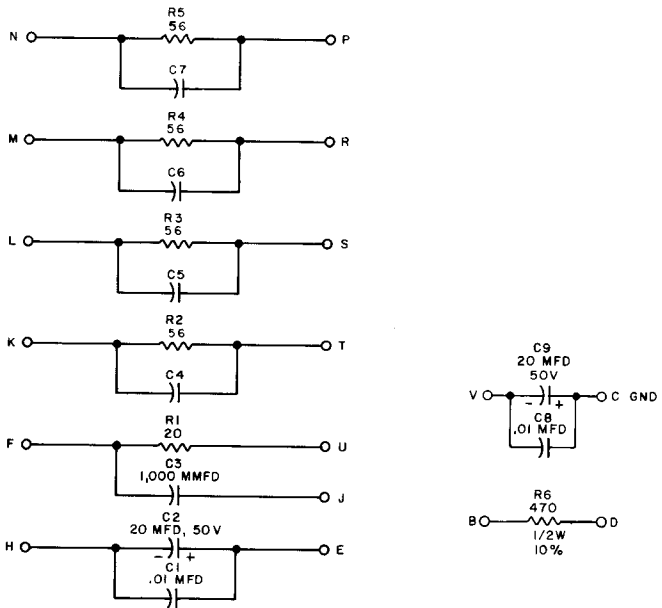 R5
56
N
P
C7
R4
56
M
R
C6
R3
56
L
S
C5
R2
56
K
T
C4
R1
20
F
U
C3
1,000 MMFD
J
C2
20 MFD, 50V
H
- +
E
C1
.01 MFD
C9
20 MFD
50V
V
- +
C GND
C8
.01 MFD
R6
470
B
D
1/2W
10%